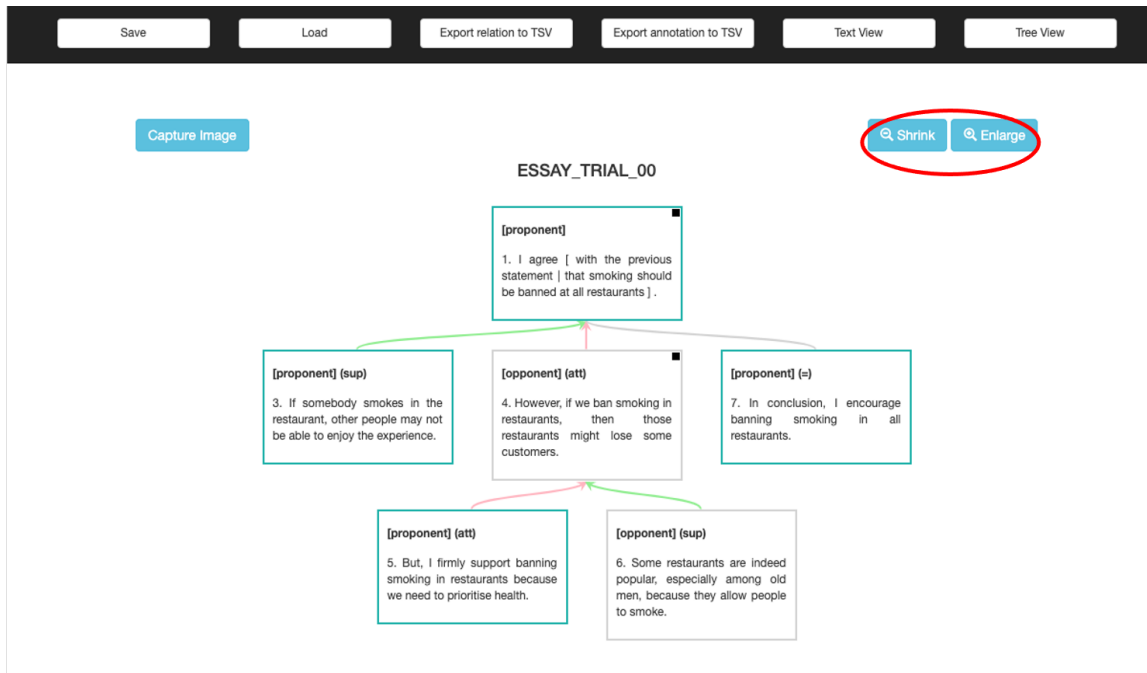 Save
Load
Export relation to TSV
Export annotation to TSV
Text View
Tree View
Capture Image
Shrink
Enlarge
ESSAY_TRIAL_00
[proponent]
1. I agree [ with the previous
statement | that smoking should
be banned at all restaurants ] .
[proponent] (sup)
3. If somebody smokes in the
restaurant, other people may not
be able to enjoy the experience.
[opponent] (att)
4. However, if we ban smoking in
restaurants, then those
restaurants might lose some
customers.
[proponent] (=)
7. In conclusion, I encourage
banning smoking in all
restaurants.
[proponent] (att)
5. But, I firmly support banning
smoking in restaurants because
we need to prioritise health.
[opponent] (sup)
6. Some restaurants are indeed
popular, especially among old
men, because they allow people
to smoke.